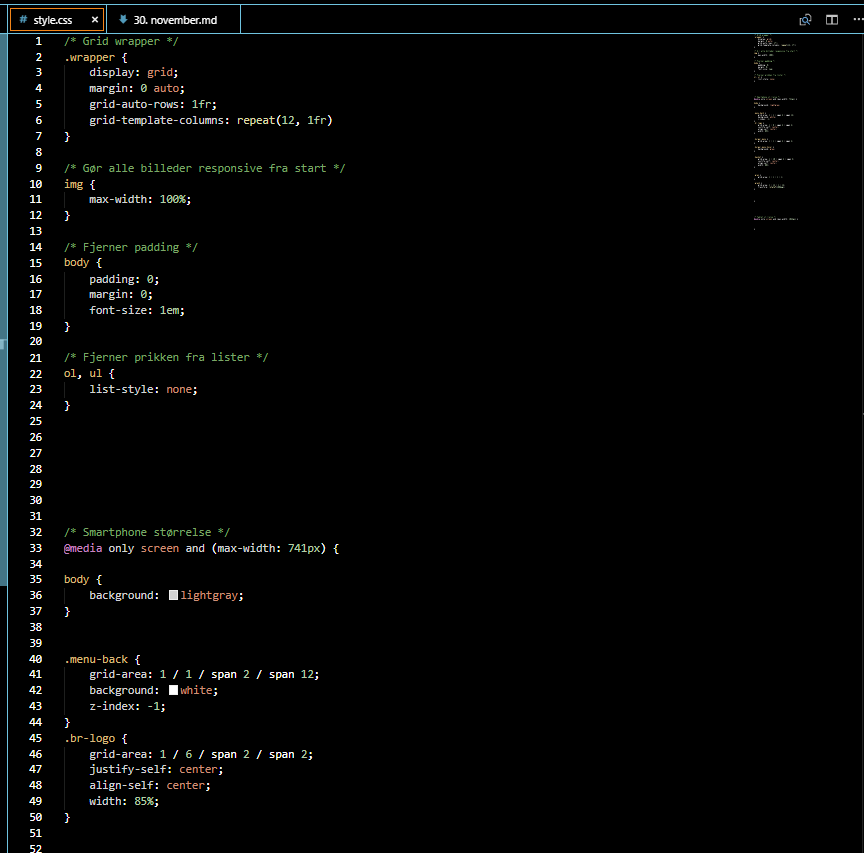 # style.css × 30. november.md
1 /* Grid wrapper */
2 .wrapper {
3 display: grid;
4 margin: 0 auto;
5 grid-auto-rows: 1fr;
6 grid-template-columns: repeat(12, 1fr)
7 }
8
9 /* Gør alle billeder responsive fra start */
10 img {
11 max-width: 100%;
12 }
13
14 /* Fjerner padding */
15 body {
16 padding: 0;
17 margin: 0;
18 font-size: 1em;
19 }
20
21 /* Fjerner prikken fra lister */
22 ol, ul {
23 list-style: none;
24 }
25
26
27
28
29
30
31
32 /* Smartphone størrelse */
33 @media only screen and (max-width: 741px) {
34
35 body {
36 background: lightgray;
37 }
38
39
40 .menu-back {
41 grid-area: 1 / 1 / span 2 / span 12;
42 background: white;
43 z-index: -1;
44 }
45 .br-logo {
46 grid-area: 1 / 6 / span 2 / span 2;
47 justify-self: center;
48 align-self: center;
49 width: 85%;
50 }
51
52